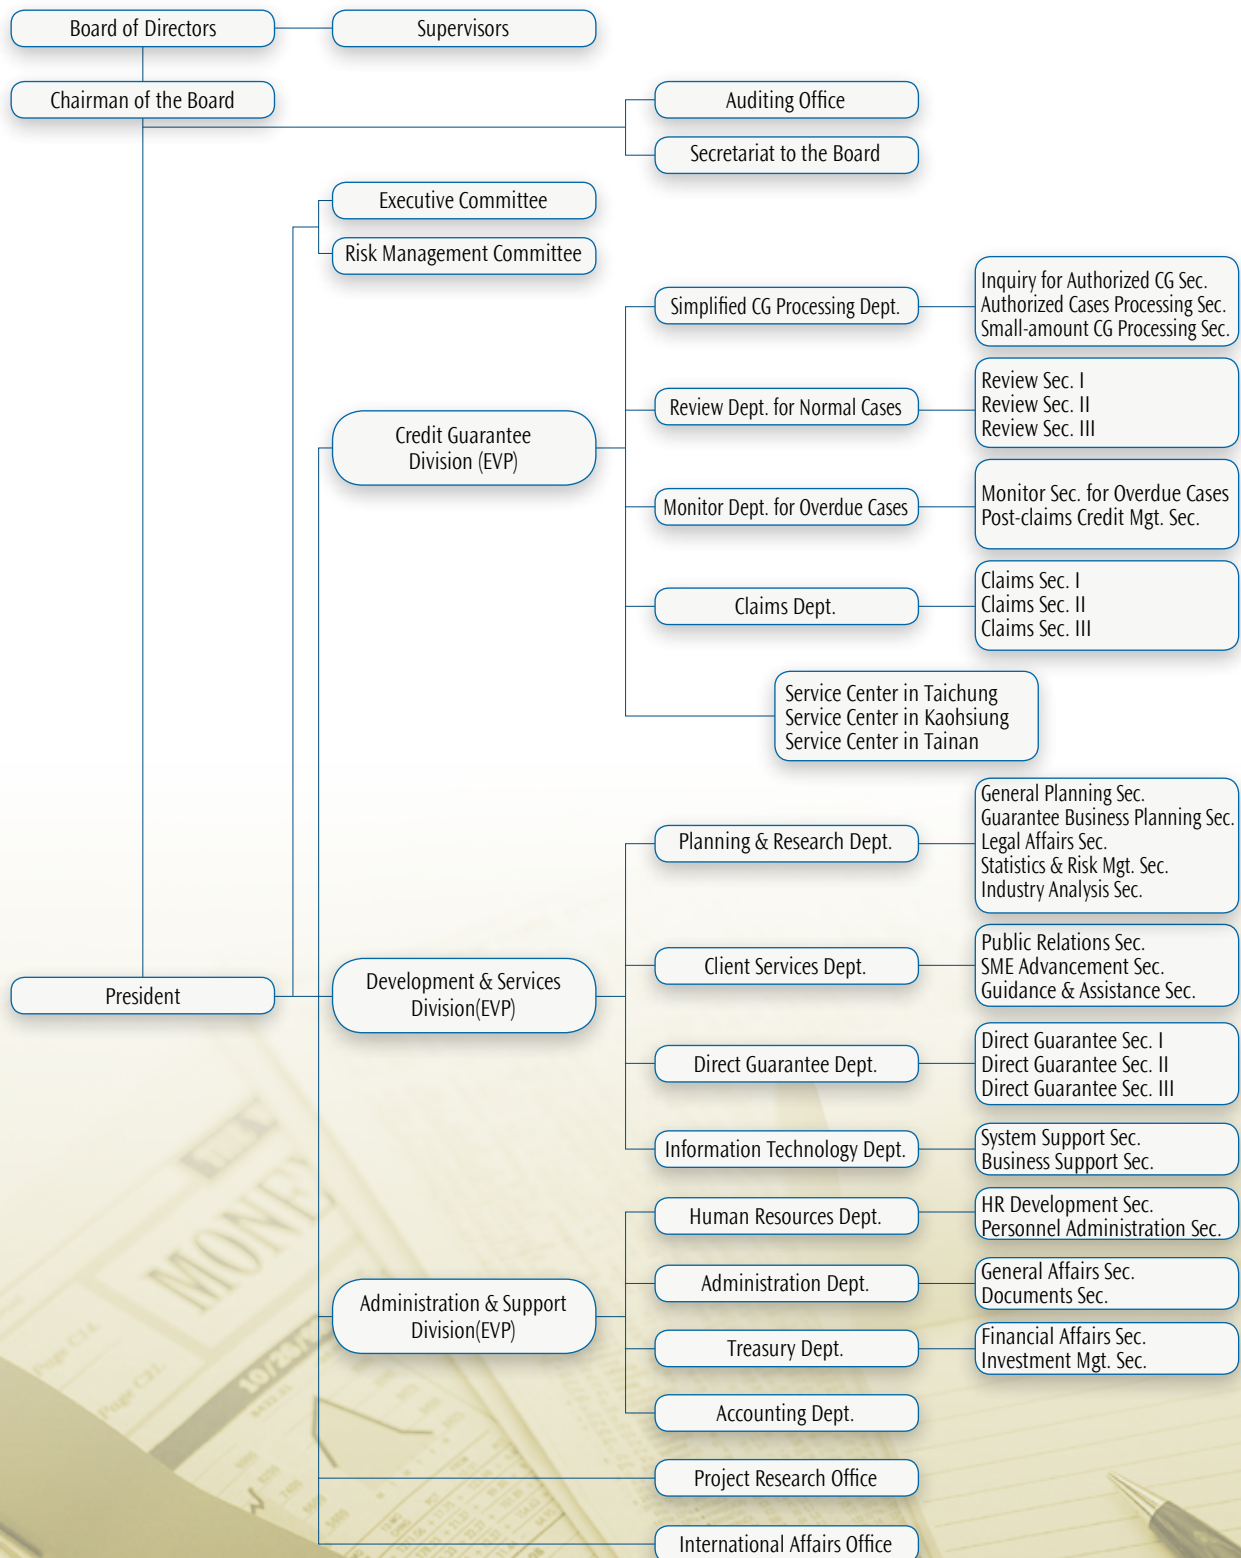 Board of Directors
Supervisors
Chairman of the Board
Auditing Office
Secretariat to the Board
Executive Committee
Risk Management Committee
Simplified CG Processing Dept.
Inquiry for Authorized CG Sec.
Authorized Cases Processing Sec.
Small-amount CG Processing Sec.
Credit Guarantee
Division (EVP)
Review Dept. for Normal Cases
Review Sec. I
Review Sec. II
Review Sec. III
Monitor Dept. for Overdue Cases
Monitor Sec. for Overdue Cases
Post-claims Credit Mgt. Sec.
Claims Dept.
Claims Sec. I
Claims Sec. II
Claims Sec. III
Service Center in Taichung
Service Center in Kaohsiung
Service Center in Tainan
President
Development & Services
Division(EVP)
Planning & Research Dept.
General Planning Sec.
Guarantee Business Planning Sec.
Legal Affairs Sec.
Statistics & Risk Mgt. Sec.
Industry Analysis Sec.
Client Services Dept.
Public Relations Sec.
SME Advancement Sec.
Guidance & Assistance Sec.
Direct Guarantee Dept.
Direct Guarantee Sec. I
Direct Guarantee Sec. II
Direct Guarantee Sec. III
Information Technology Dept.
System Support Sec.
Business Support Sec.
Administration & Support
Division(EVP)
Human Resources Dept.
HR Development Sec.
Personnel Administration Sec.
Administration Dept.
General Affairs Sec.
Documents Sec.
Treasury Dept.
Financial Affairs Sec.
Investment Mgt. Sec.
Accounting Dept.
Project Research Office
International Affairs Office
MONEY
Page C14.
Page C21.